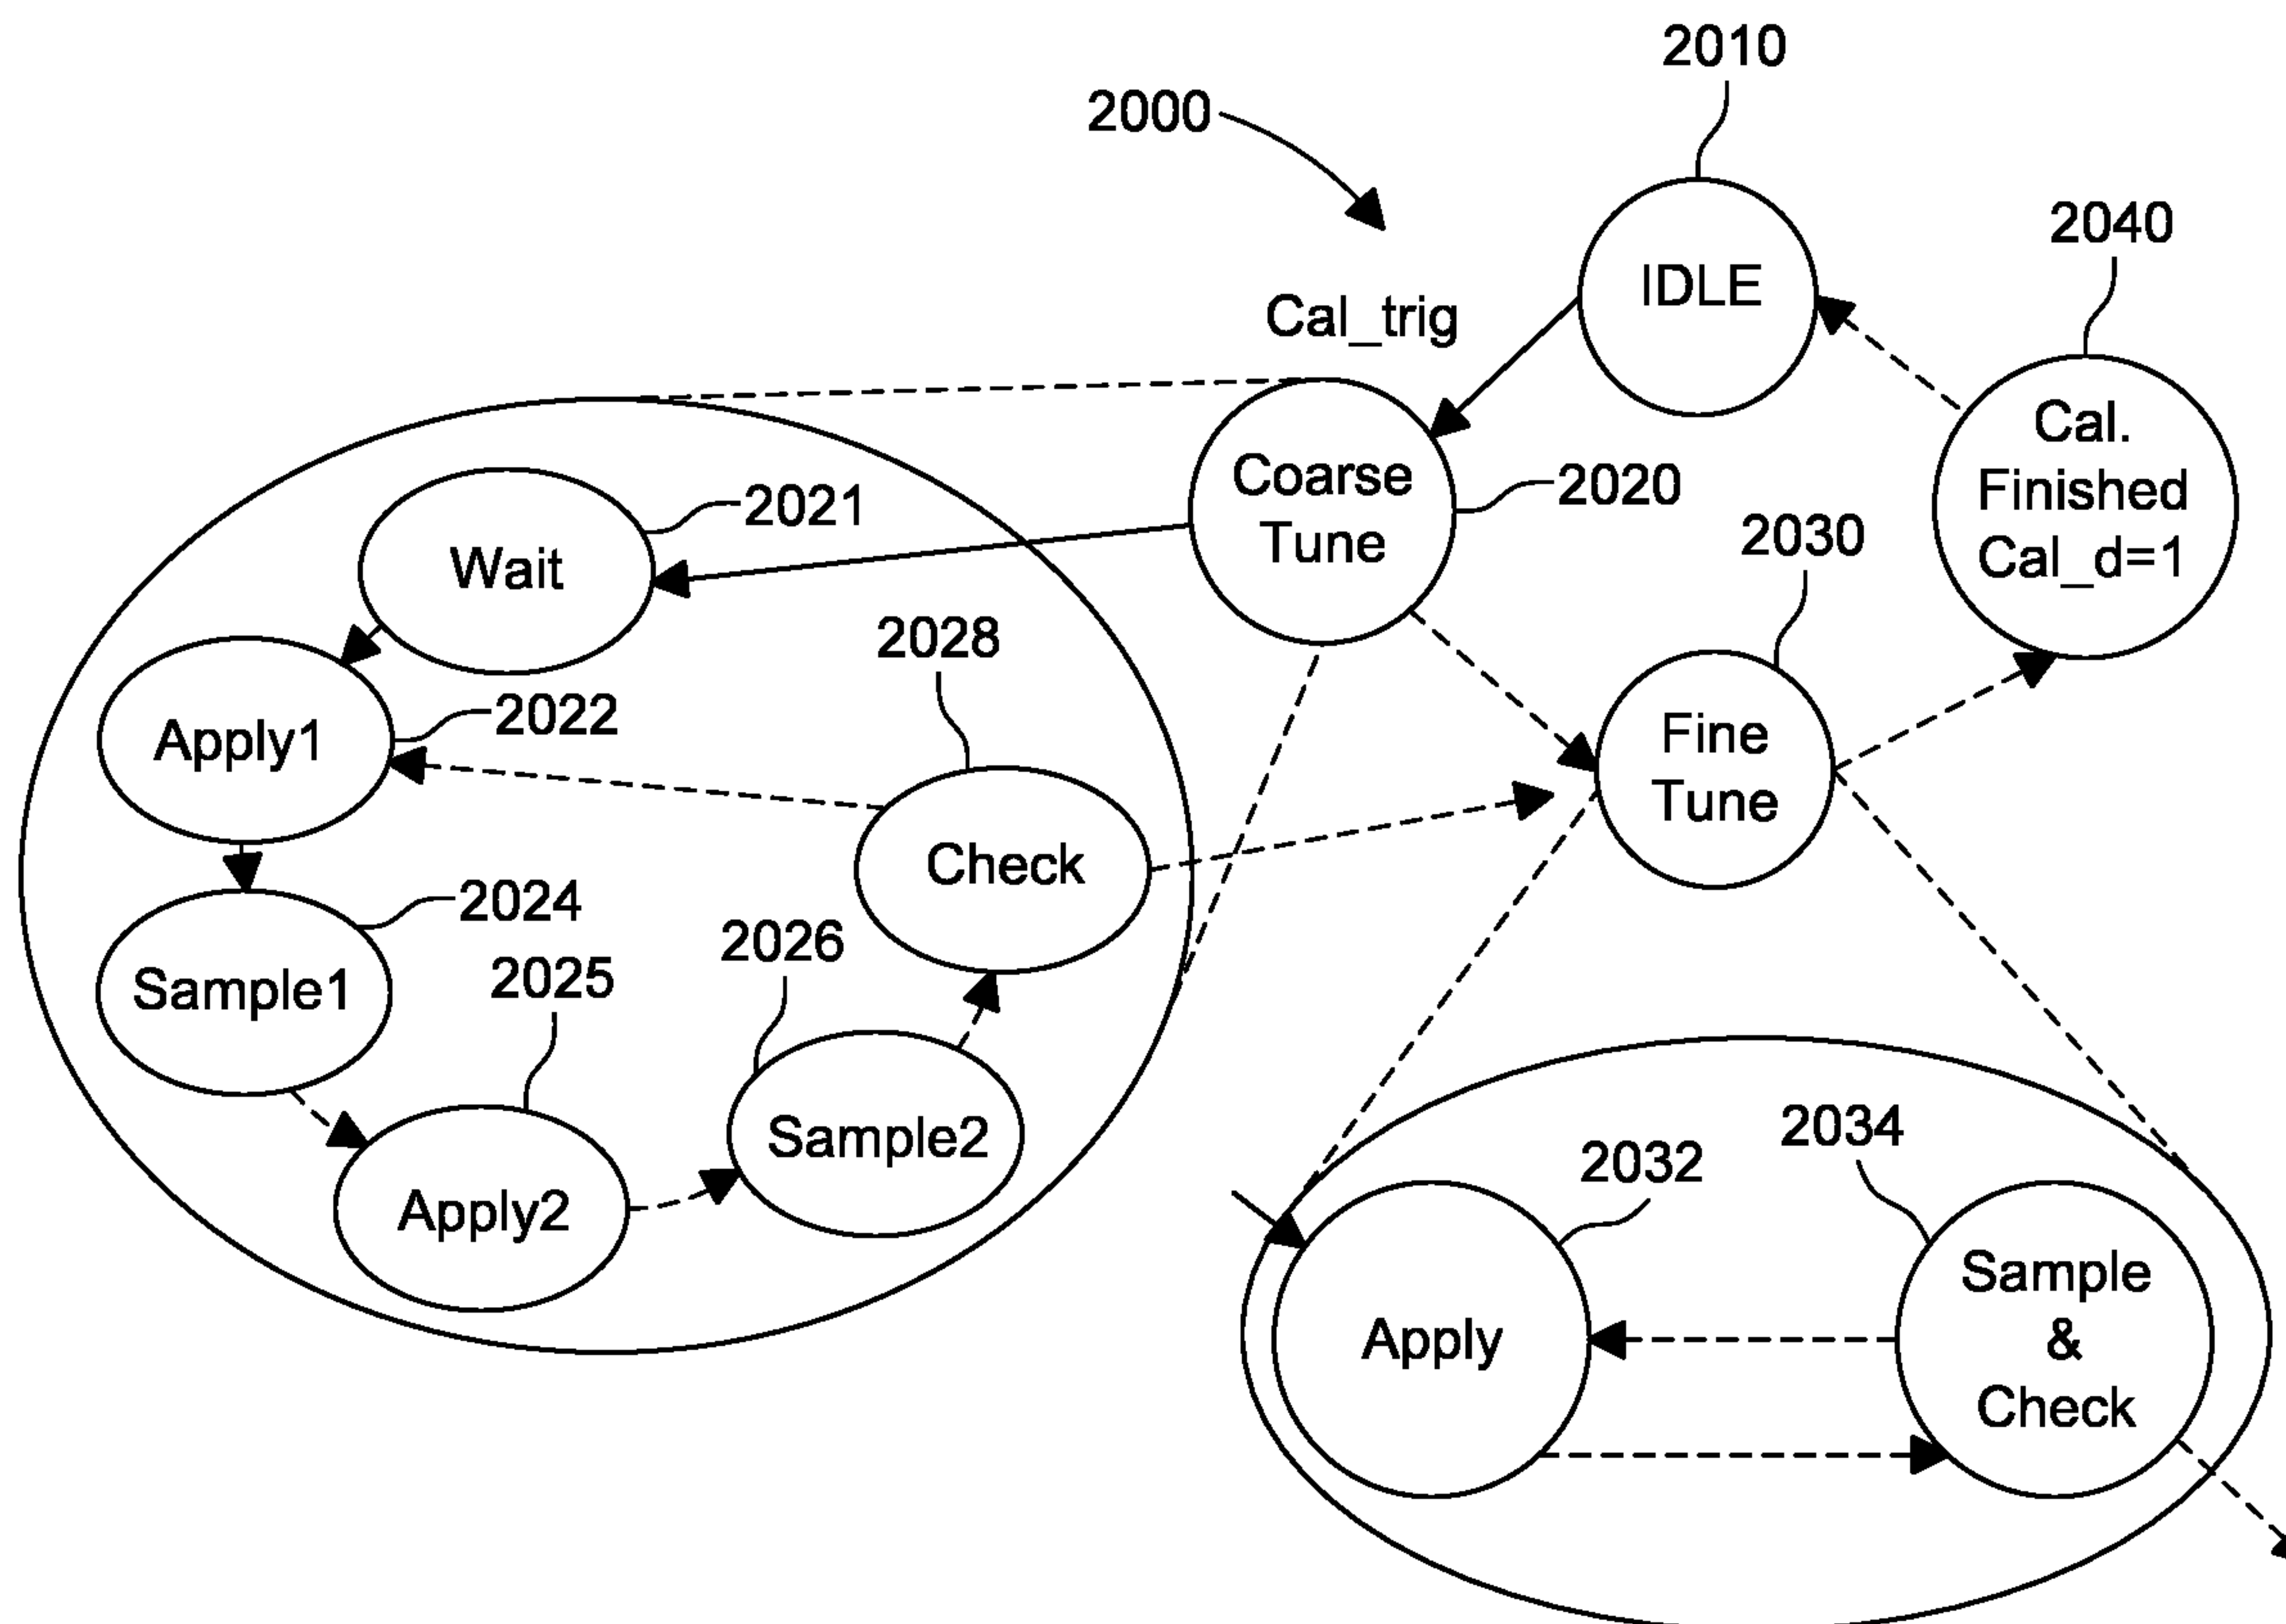 2010
2000
2040
IDLE
Cal_trig
Cal.
Finished
Cal_d=1
Coarse
Tune
2020
2021
2030
Wait
2028
2022
Apply1
Fine
Tune
Check
2024
2026
2025
Sample1
2034
Sample2
2032
Apply2
Sample
&
Check
Apply